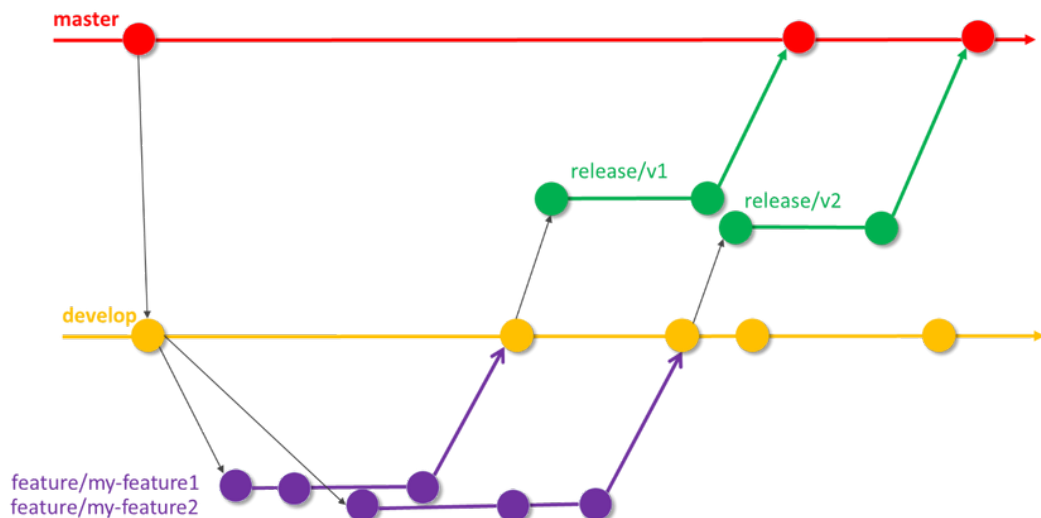 master
release/v1
release/v2
develop
feature/my-feature1
feature/my-feature2